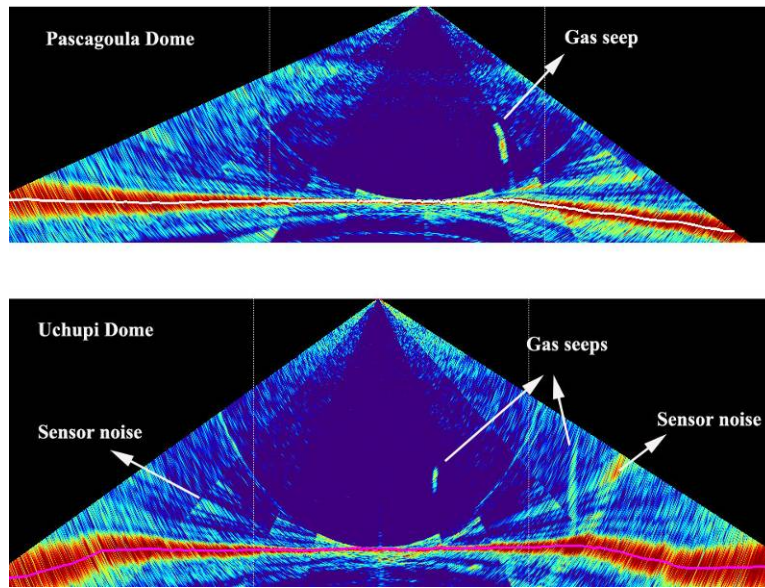 Pascagoula Dome
Gas seep
Uchupi Dome
Gas seeps
Sensor noise
Sensor noise